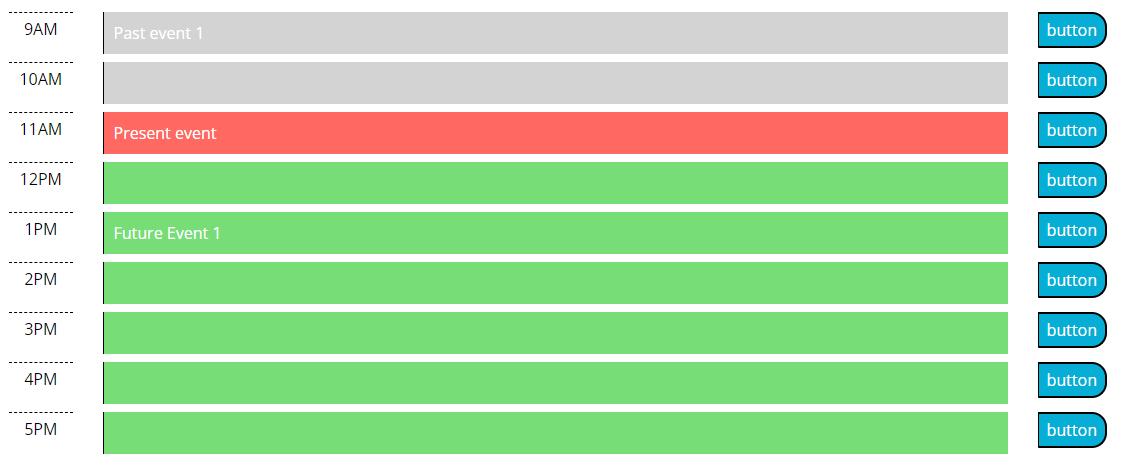 9AM Past event 1 button
10AM button
11AM Present event button
12PM button
1PM Future Event 1 button
2PM button
3PM button
4PM button
5PM button